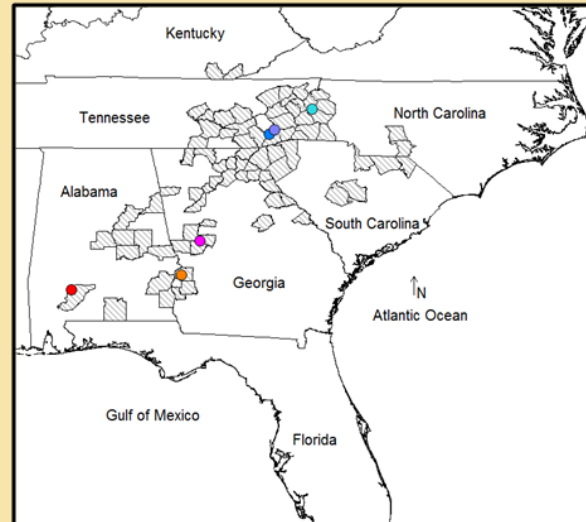 Kentucky
Tennessee
North Carolina
Alabama
South Carolina
Georgia
N
Atlantic Ocean
Gulf of Mexico
Florida